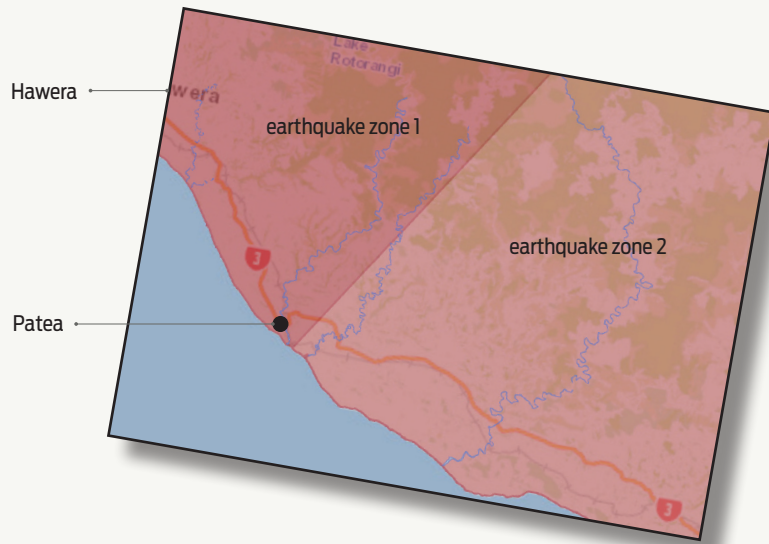 Lake
Rotorangi
Hawera
wera
earthquake zone 1
earthquake zone 2
3
Patea
3